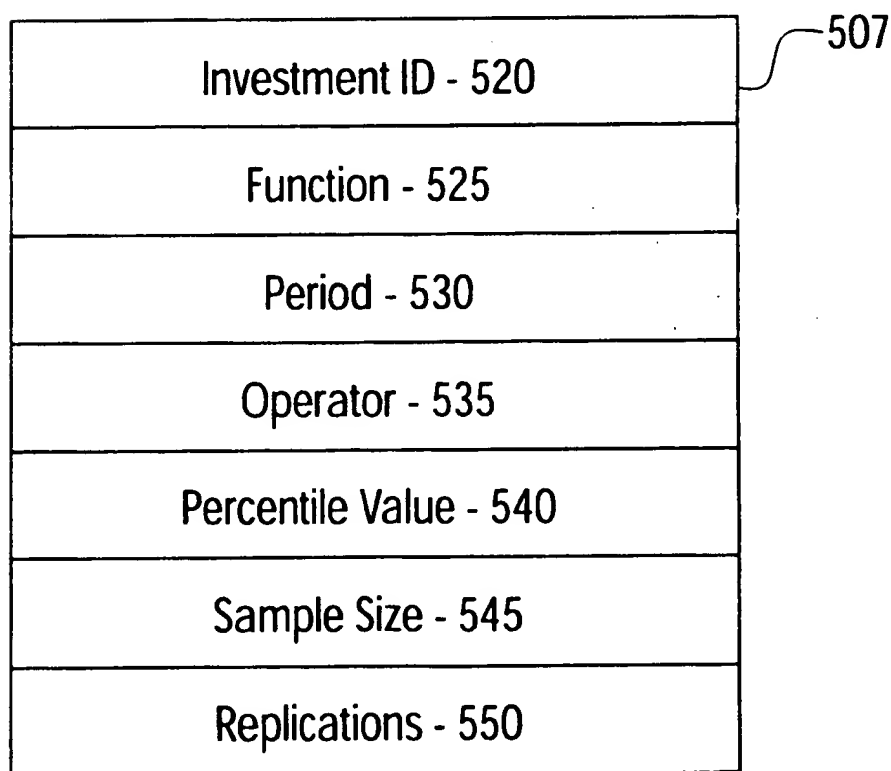 507
Investment ID - 520
Function - 525
Period - 530
Operator - 535
Percentile Value - 540
Sample Size - 545
Replications - 550